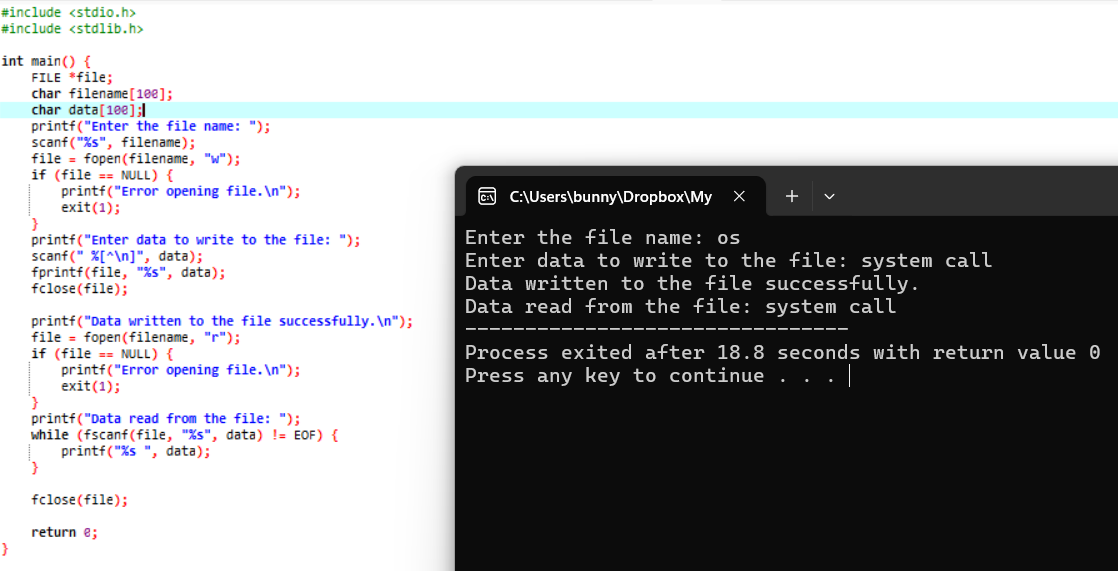 #include <stdio.h>
#include <stdlib.h>
int main() {
FILE *file;
char filename[100];
char data[100];
printf("Enter the file name: ");
scanf("%s", filename);
file = fopen(filename, "w");
if (file == NULL) {
printf("Error opening file.\n");
exit(1);
}
printf("Enter data to write to the file: ");
scanf(" %[^\n]", data);
fprintf(file, "%s", data);
fclose(file);
printf("Data written to the file successfully.\n");
file = fopen(filename, "r");
if (file == NULL) {
printf("Error opening file.\n");
exit(1);
}
printf("Data read from the file: ");
while (fscanf(file, "%s", data) != EOF) {
printf("%s ", data);
}
fclose(file);
return 0;
}
C:\Users\bunny\Dropbox\My
Enter the file name: os
Enter data to write to the file: system call
Data written to the file successfully.
Data read from the file: system call
--------------------------------
Process exited after 18.8 seconds with return value 0
Press any key to continue . . .